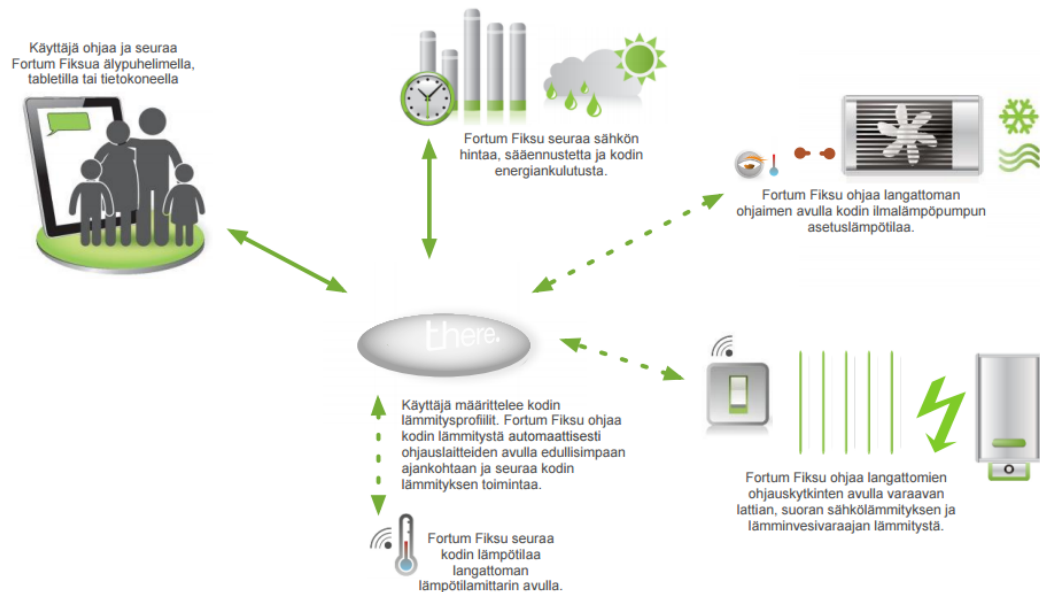 Käyttäjä ohjaa ja seuraa
Fortum Fiksua älypuhelimella,
tabletilla tai tietokoneella
Fortum Fiksu seuraa sähkön
hintaa, sääennustetta ja kodin
energiankulutusta.
Fortum Fiksu ohjaa langattoman
ohjaimen avulla kodin ilmalämpöpumpun
asetuslämpötilaa.
there.
Käyttäjä määrittelee kodin
lämmitysprofiilit. Fortum Fiksu ohjaa
kodin lämmitystä automaattisesti
ohjauslaitteiden avulla edullisimpaan
ajankohtaan ja seuraa kodin
lämmityksen toimintaa.
Fortum Fiksu ohjaa langattomien
ohjauskytkinten avulla varaavan
lattian, suoran sähkölämmityksen ja
lämminvesivaraajan lämmitystä.
Fortum Fiksu seuraa
kodin lämpötilaa
langattoman
lämpötilamittarin avulla.